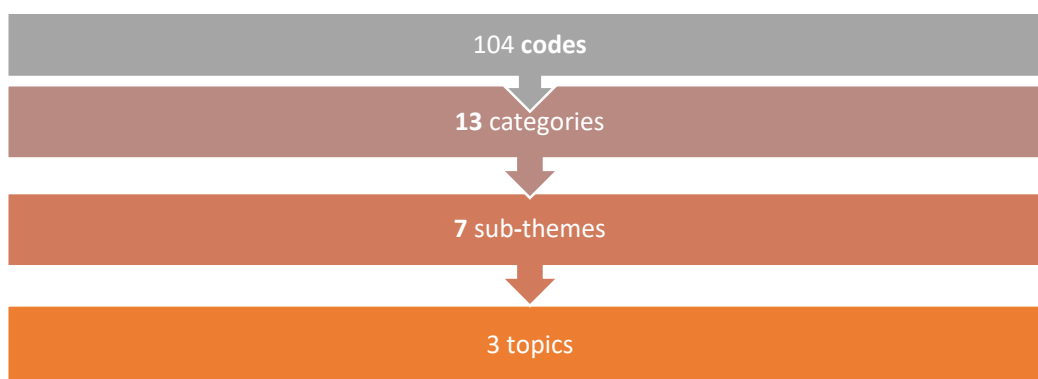 104 codes
13 categories
7 sub-themes
3 topics